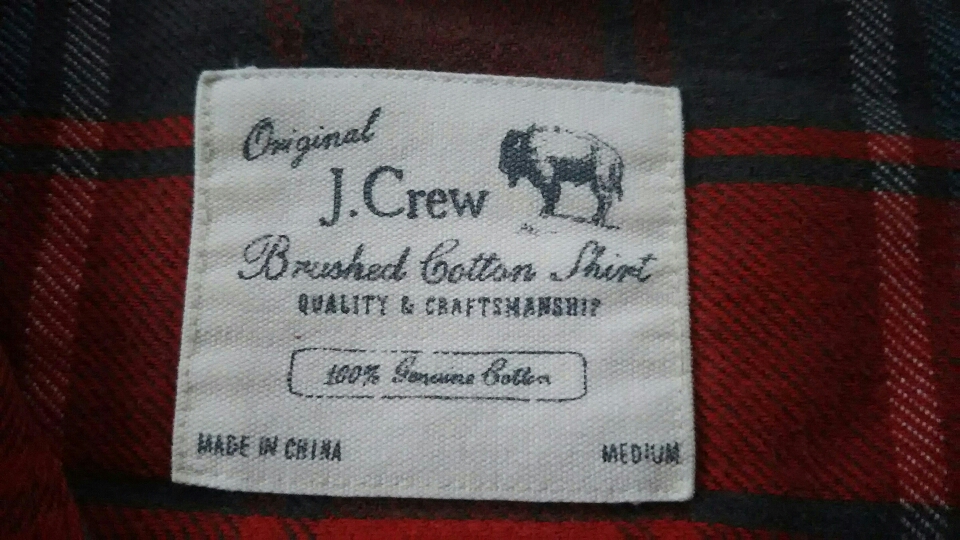 Original
J.Crew
Brushed Cotton Shirt
QUALITY & CRAFTSMANSHIP
100% Genuine Cotton
MADE IN CHINA
MEDIUM